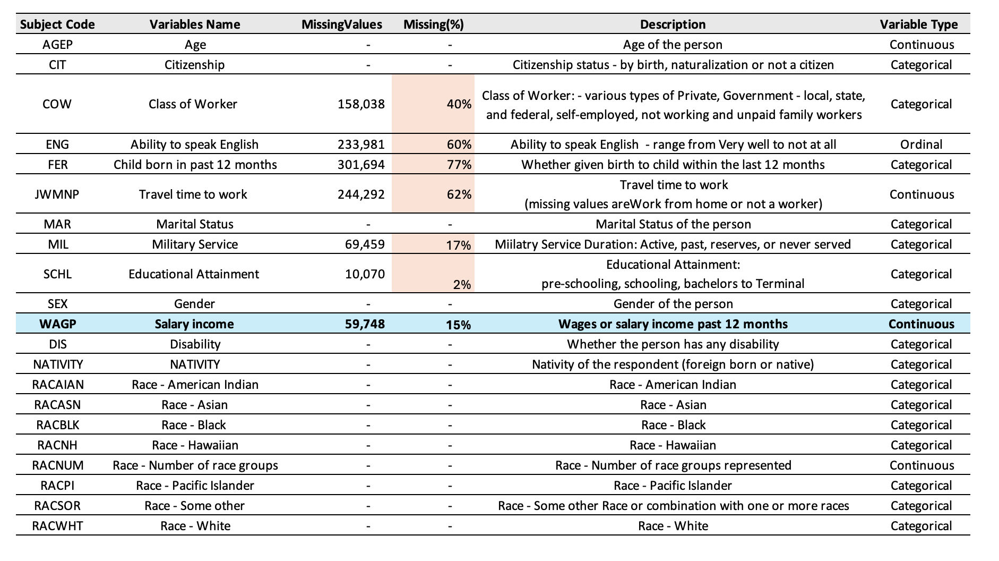 Subject Code Variables Name MissingValues Missing(%) Description Variable Type
AGEP Age - - Age of the person Continuous
CIT Citizenship - - Citizenship status - by birth, naturalization or not a citizen Categorical
COW Class of Worker 158,038 40% Class of Worker: - various types of Private, Government - local, state,
and federal, self-employed, not working and unpaid family workers Categorical
ENG Ability to speak English 233,981 60% Ability to speak English - range from Very well to not at all Ordinal
FER Child born in past 12 months 301,694 77% Whether given birth to child within the last 12 months Categorical
JWMNP Travel time to work 244,292 62% Travel time to work
(missing values areWork from home or not a worker) Continuous
MAR Marital Status - - Marital Status of the person Categorical
MIL Military Service 69,459 17% Miilatry Service Duration: Active, past, reserves, or never served Categorical
SCHL Educational Attainment 10,070 2% Educational Attainment:
pre-schooling, schooling, bachelors to Terminal Categorical
SEX Gender - - Gender of the person Categorical
WAGP Salary income 59,748 15% Wages or salary income past 12 months Continuous
DIS Disability - - Whether the person has any disability Categorical
NATIVITY NATIVITY - - Nativity of the respondent (foreign born or native) Categorical
RACAIAN Race - American Indian - - Race - American Indian Categorical
RACASN Race - Asian - - Race - Asian Categorical
RACBLK Race - Black - - Race - Black Categorical
RACNH Race - Hawaiian - - Race - Hawaiian Categorical
RACNUM Race - Number of race groups - - Race - Number of race groups represented Continuous
RACPI Race - Pacific Islander - - Race - Pacific Islander Categorical
RACSOR Race - Some other - - Race - Some other Race or combination with one or more races Categorical
RACWHT Race - White - - Race - White Categorical